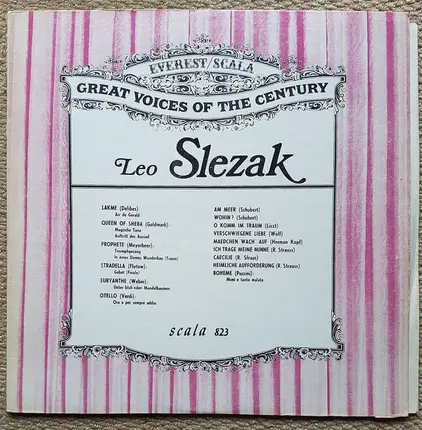 EVEREST/SCALA
GREAT VOICES OF THE CENTURY
Leo Slezak
LAKME (Delibes)
Air de Gerald
QUEEN OF SHEBA (Goldmark)
Magische Tone
Auftritt des Assad
PROPHETE (Meyerbeer)
Triumphgesang
In eines Domes Wunderbau (Traum)
STRADELLA (Flotow)
Gebet (Finale)
EURYANTHE (Weber)
Unter bluh'nden Mandelbaumen
OTELLO (Verdi)
Ora e per sempre addio
AM MEER (Schubert)
WOHIN? (Schubert)
O KOMM IM TRAUM (Liszt)
VERSCHWIEGENE LIEBE (Wolf)
MAEDCHEN WACH AUF (Herman Kopf)
ICH TRAGE MEINE MINNE (R. Strauss)
CAECILIE (R. Straus)
HEIMLICHE AUFFORDERUNG (R. Strauss)
BOHEME (Puccini)
Mimi e tanto malata
scala 823